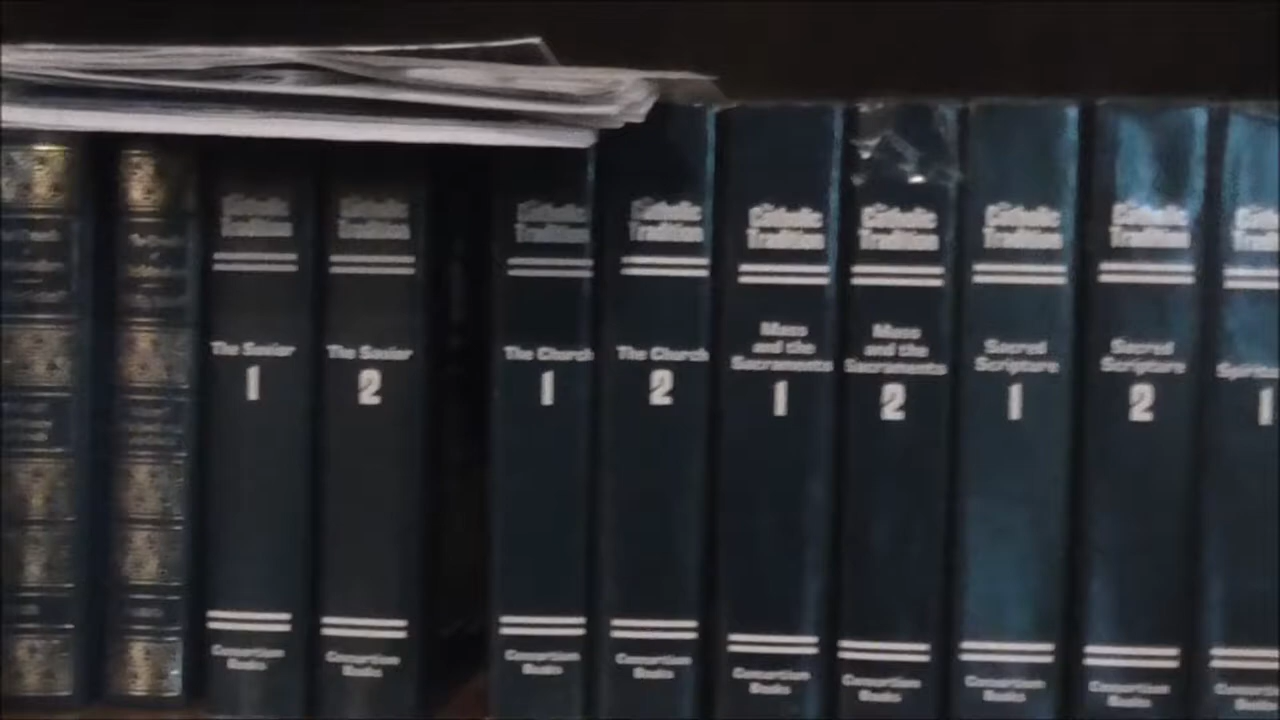 Catholic
Tradition
The Savior
1
Consortium
Books
Catholic
Tradition
The Savior
2
Consortium
Books
Catholic
Tradition
The Church
1
Consortium
Books
Catholic
Tradition
The Church
2
Consortium
Books
Catholic
Tradition
Mass
and the
Sacraments
1
Consortium
Books
Catholic
Tradition
Mass
and the
Sacraments
2
Consortium
Books
Catholic
Tradition
Sacred
Scripture
1
Consortium
Books
Catholic
Tradition
Sacred
Scripture
2
Consortium
Books
1